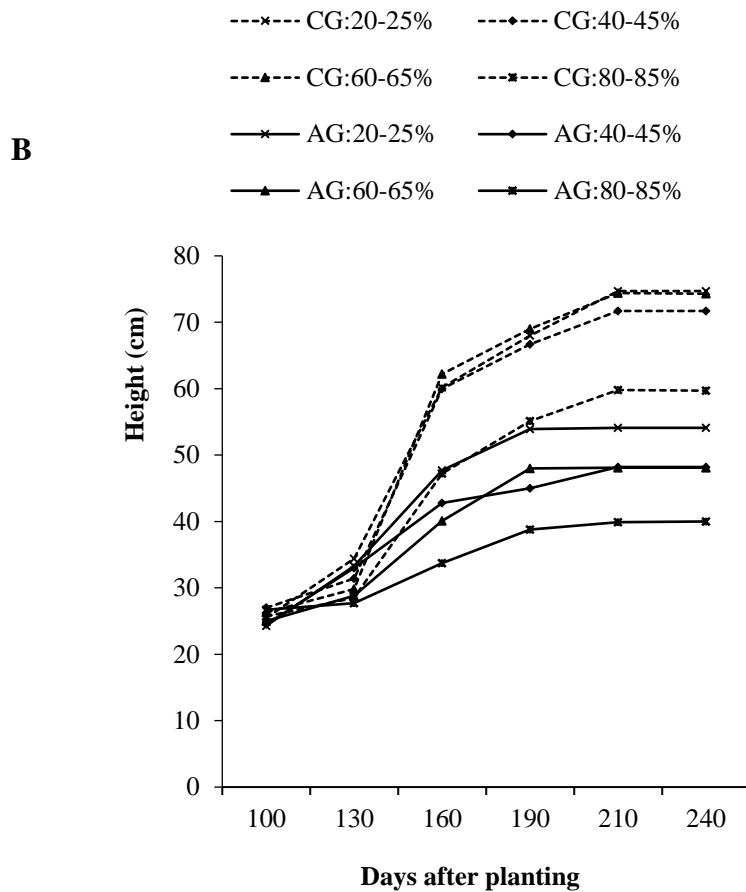 CG:20-25% CG:40-45%
CG:60-65% CG:80-85%
AG:20-25% AG:40-45%
B
AG:60-65% AG:80-85%
80
70
60
50
40
30
20
10
0
Height (cm)
100 130 160 190 210 240
Days after planting